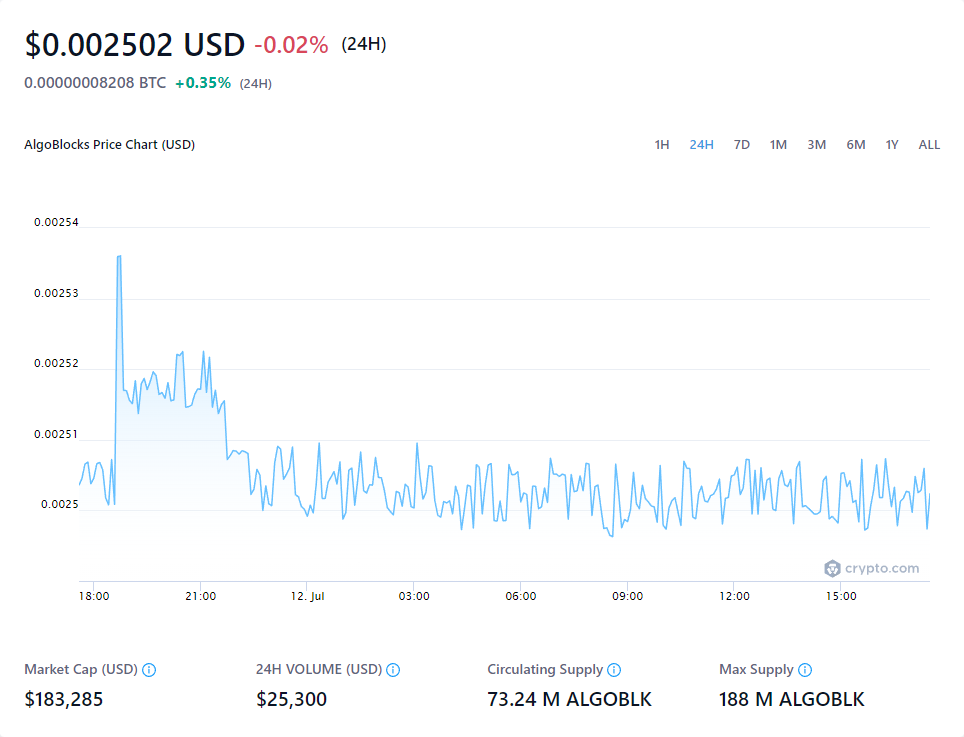 $0.002502 USD -0.02% (24H)
0.00000008208 BTC +0.35% (24H)
AlgoBlocks Price Chart (USD) 1H 24H 7D 1M 3M 6M 1Y ALL
0.00254
0.00253
0.00252
0.00251
0.0025
crypto.com
18:00 21:00 12. Jul 03:00 06:00 09:00 12:00 15:00
Market Cap (USD) 24H VOLUME (USD) Circulating Supply Max Supply
$183,285 $25,300 73.24 M ALGOBLK 188 M ALGOBLK